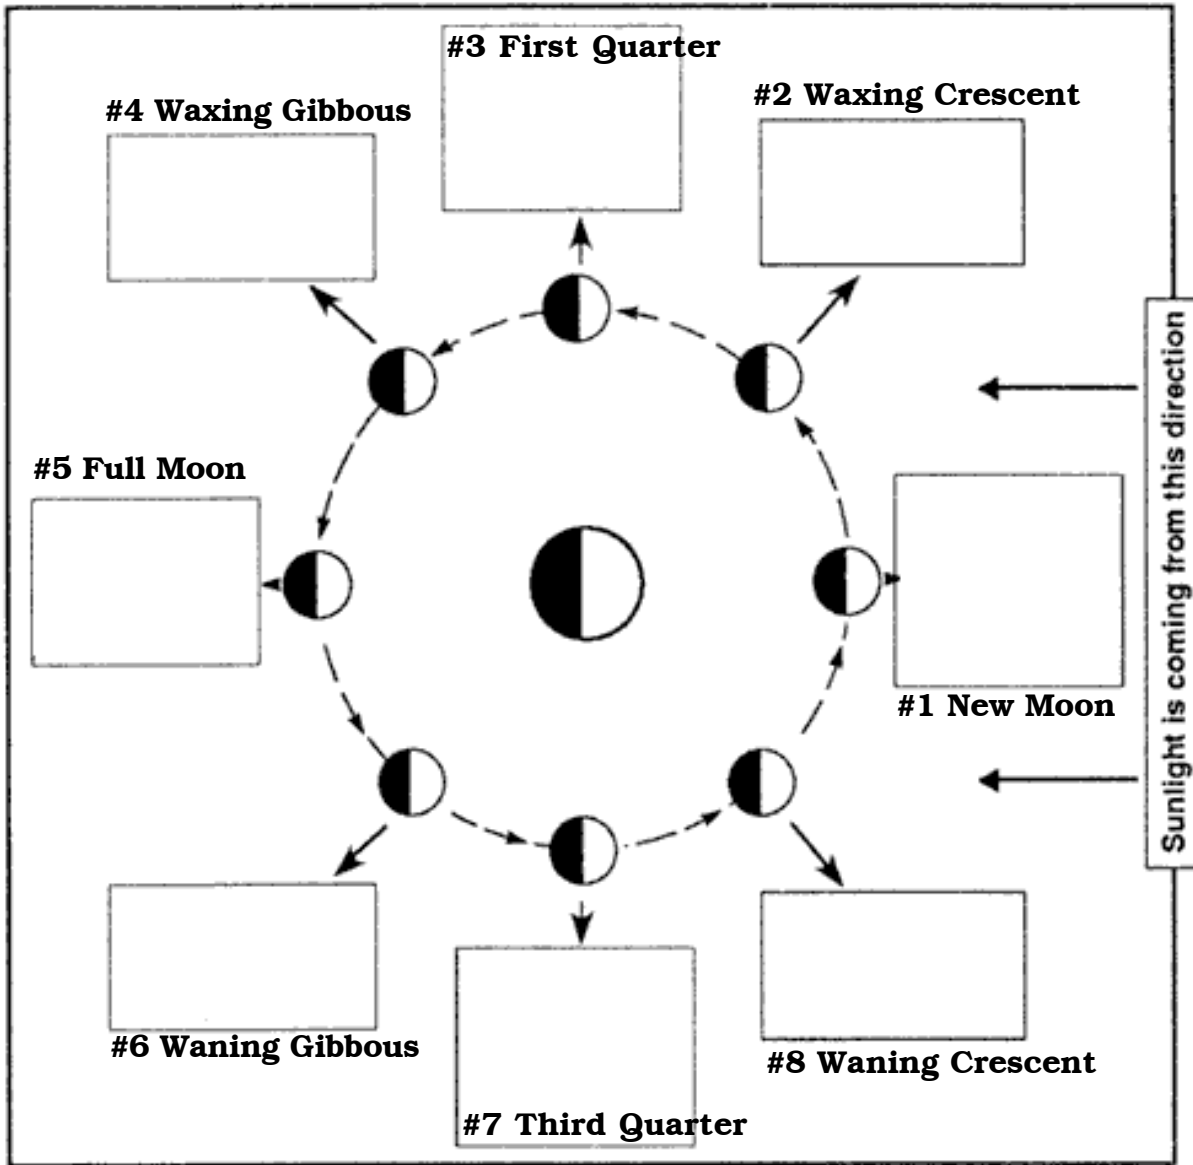 #3 First Quarter
#2 Waxing Crescent
#4 Waxing Gibbous
#5 Full Moon
Sunlight is coming from this direction
#1 New Moon
#6 Waning Gibbous
#8 Waning Crescent
#7 Third Quarter